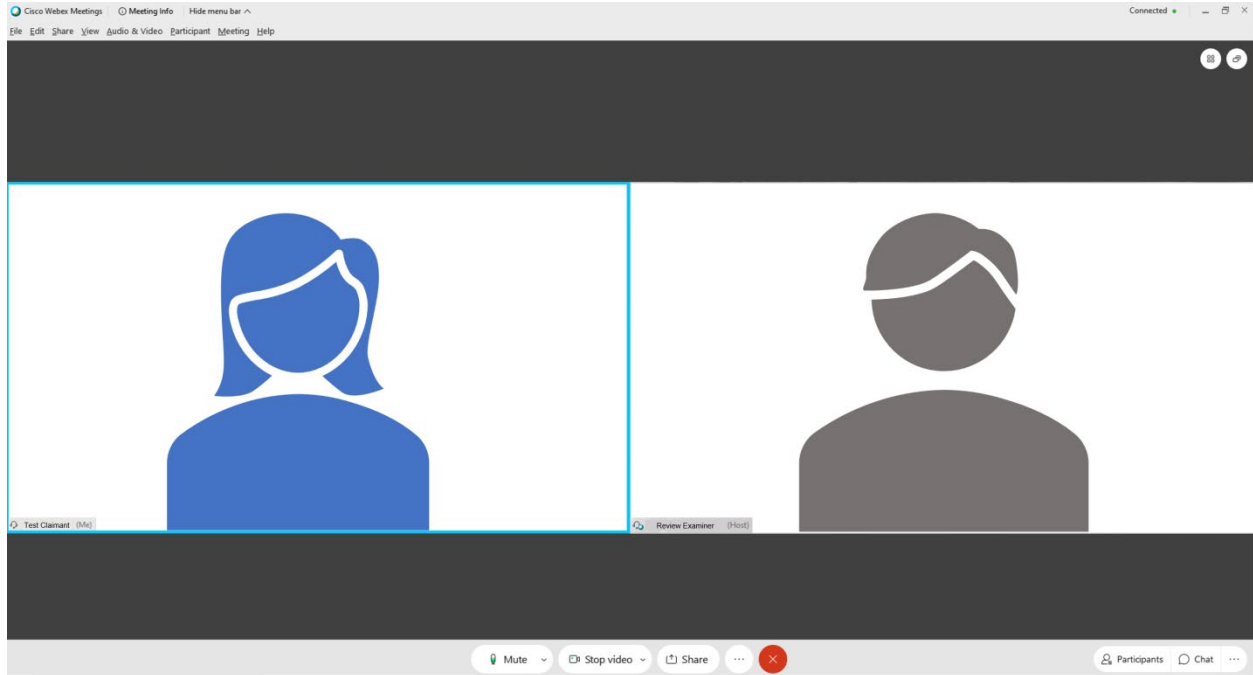 Cisco Webex Meetings Meeting Info Hide menu bar Connected
File Edit Share View Audio & Video Participant Meeting Help
Test Claimant (Me) Review Examiner (Host)
Mute Stop video Share Participants Chat